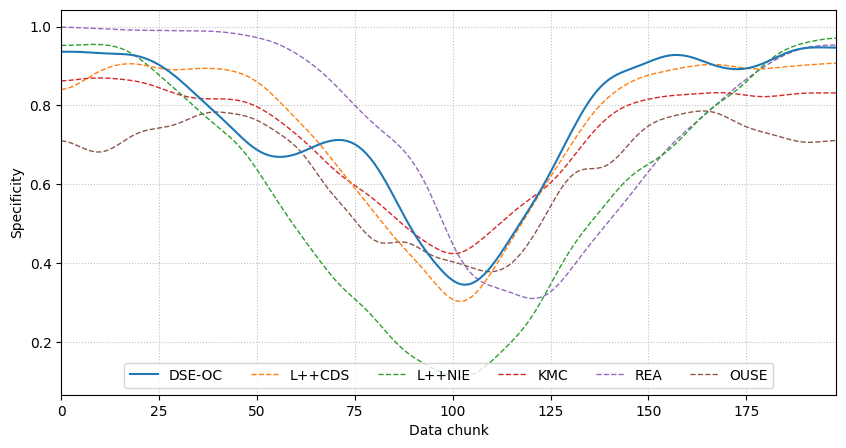 1.0
0.8
0.6
0.4
0.2
Specificity
DSE-OC L++CDS L++NIE KMC REA OUSE
0 25 50 75 100 125 150 175
Data chunk